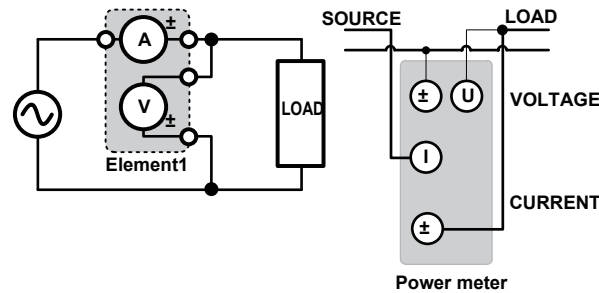 A ±
V ±
Element1
LOAD
SOURCE LOAD
± U VOLTAGE
I
± CURRENT
Power meter